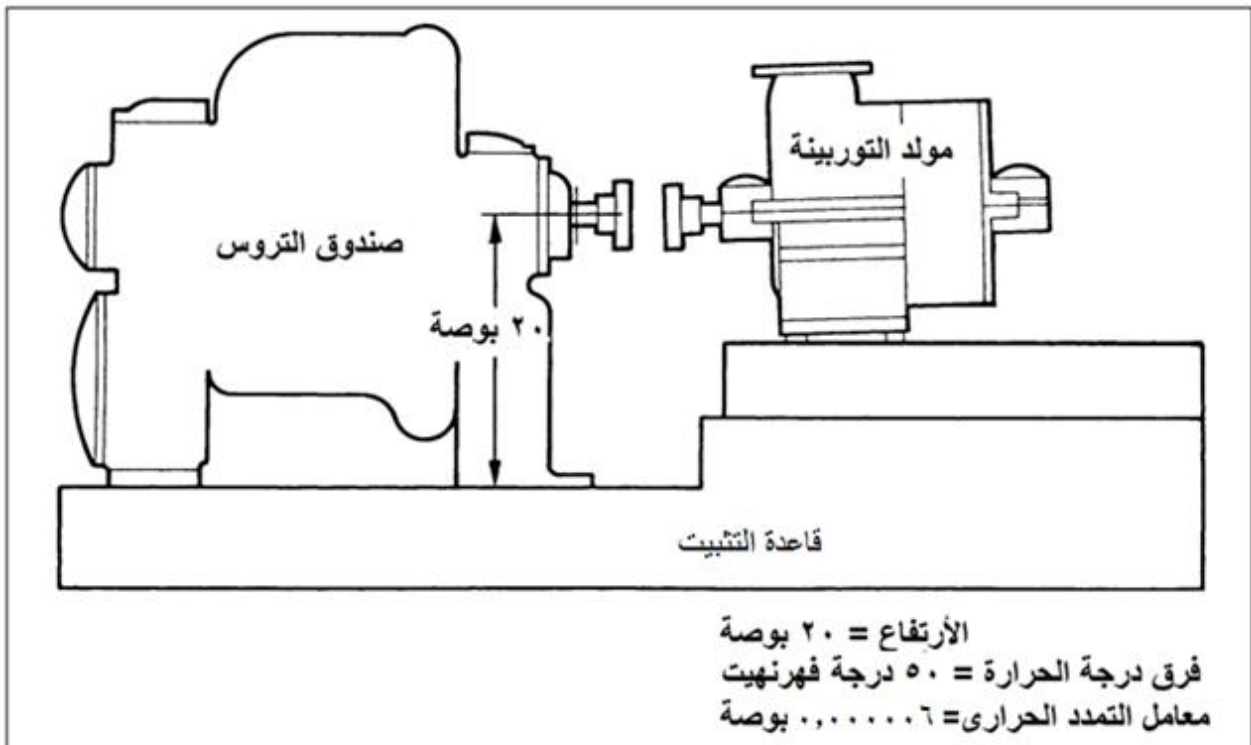 مولد التوربينة
صندوق التروس
٢٠ بوصة
قاعدة التثبيت
الأرتفاع = ٢٠ بوصة
فرق درجة الحرارة = ٥٠ درجة فهرنهيت
معامل التمدد الحرارى= ٠,٠٠٠٠٠٦ بوصة